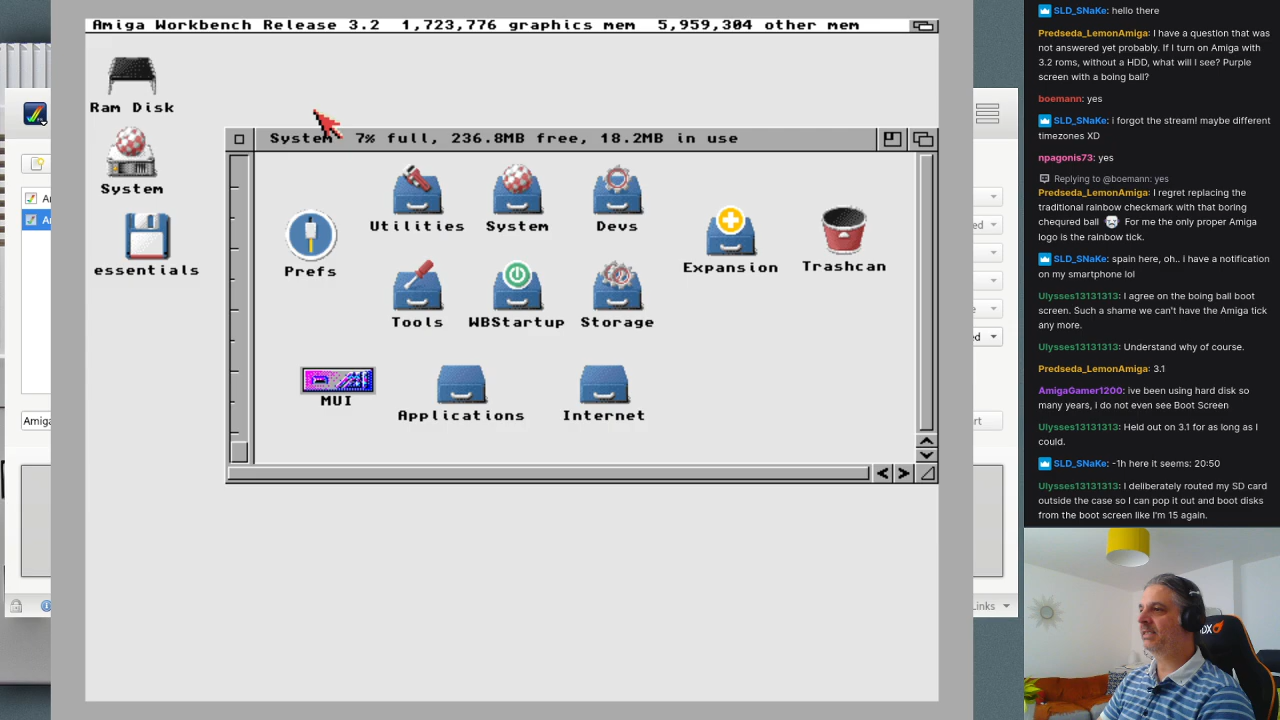 Amiga Workbench Release 3.2 1,723,776 graphics mem 5,959,304 other mem
Ram Disk
System
essentials
System 7% full, 236.8MB free, 18.2MB in use
Utilities
System
Devs
Prefs
Expansion
Trashcan
Tools
WBStartup
Storage
MUI
Applications
Internet
Amiga
Links
SLD_SNaKe: hello there
Predseda_LemonAmiga: I have a question that was
not answered yet probably. If I turn on Amiga with
3.2 roms, without a HDD, what will I see? Purple
screen with a boing ball?
boemann: yes
SLD_SNaKe: i forgot the stream! maybe different
timezones XD
npagonis73: yes
Replying to @boemann: yes
Predseda_LemonAmiga: I regret replacing the
traditional rainbow checkmark with that boring
chequred ball For me the only proper Amiga
logo is the rainbow tick.
SLD_SNaKe: spain here, oh.. i have a notification
on my smartphone lol
Ulysses13131313: I agree on the boing ball boot
screen. Such a shame we can't have the Amiga tick
any more.
Ulysses13131313: Understand why of course.
Predseda_LemonAmiga: 3.1
AmigaGamer1200: ive been using hard disk so
many years, i do not even see Boot Screen
Ulysses13131313: Held out on 3.1 for as long as I
could.
SLD_SNaKe: -1h here it seems: 20:50
Ulysses13131313: I deliberately routed my SD card
outside the case so I can pop it out and boot disks
from the boot screen like I'm 15 again.